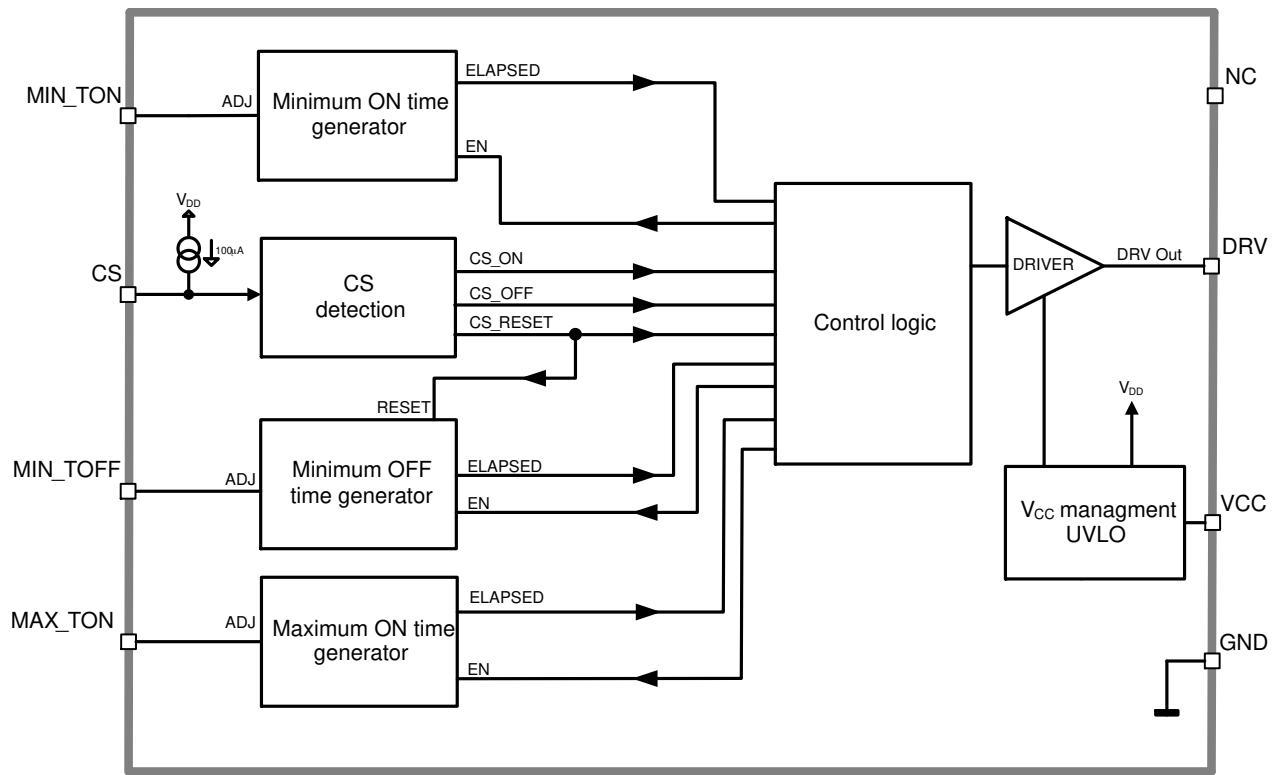 MIN_TON
ADJ
Minimum ON time
generator
ELAPSED
EN
NC
VDD
100µA
CS
CS
detection
CS_ON
CS_OFF
CS_RESET
Control logic
DRIVER
DRV Out
DRV
RESET
MIN_TOFF
ADJ
Minimum OFF
time generator
ELAPSED
EN
VDD
VCC managment
UVLO
VCC
MAX_TON
ADJ
Maximum ON time
generator
ELAPSED
EN
GND